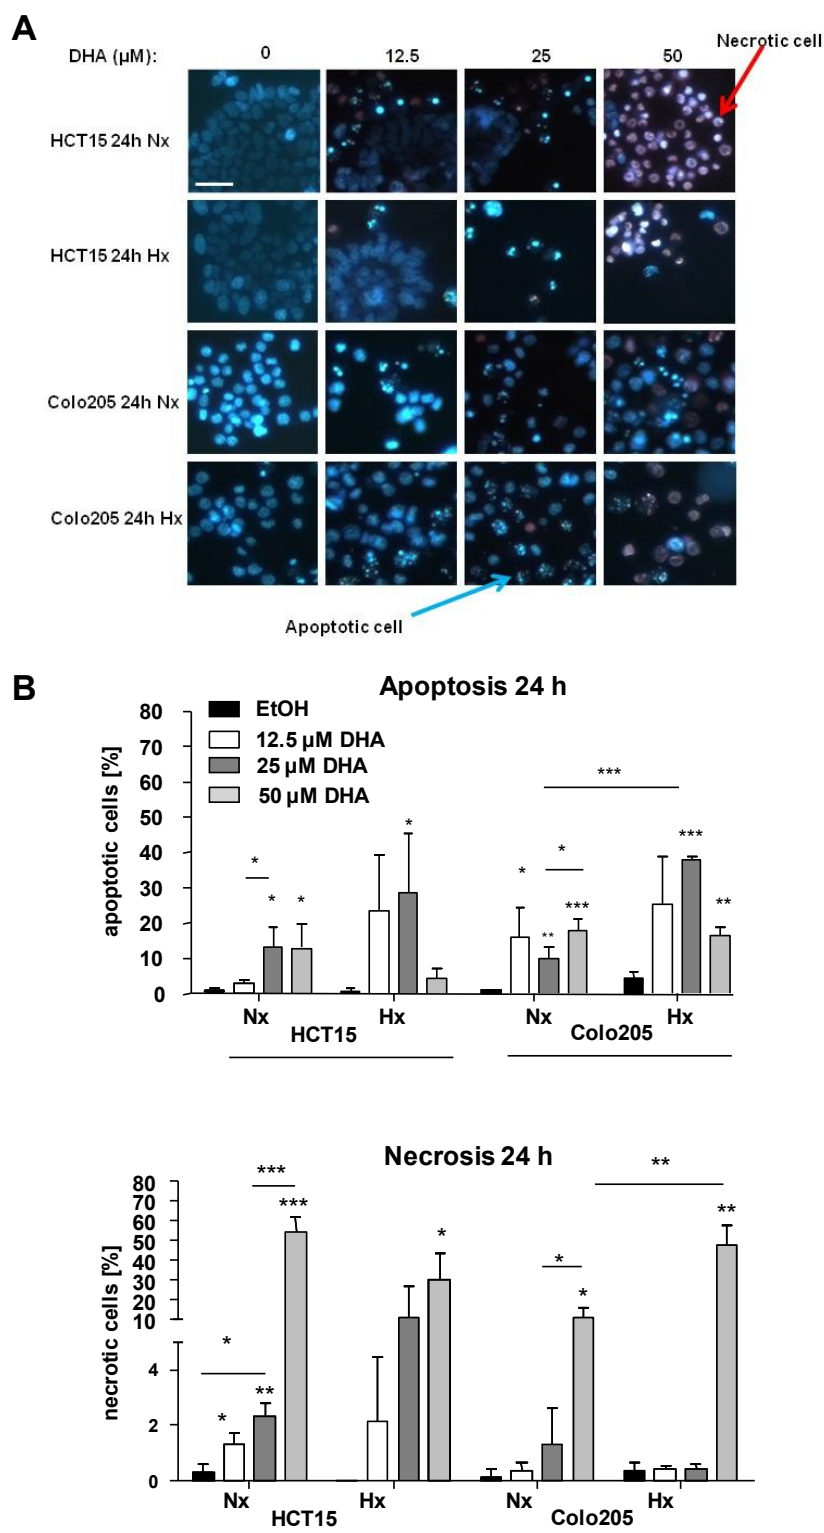 A
DHA (µM): 0 12.5 25 50
Necrotic cell
HCT15 24h Nx
HCT15 24h Hx
Colo205 24h Nx
Colo205 24h Hx
Apoptotic cell
B
Apoptosis 24 h
EtOH
12.5 µM DHA
25 µM DHA
50 µM DHA
apoptotic cells [%]
80
70
60
50
40
30
20
10
0
***
*
* *
*
*
*
** ***
***
**
Nx Hx Nx Hx
HCT15 Colo205
Necrosis 24 h
necrotic cells [%]
80
70
60
50
40
30
20
10
4
2
0
***
***
*
*
**
*
*
*
**
**
Nx Hx Nx Hx
HCT15 Colo205